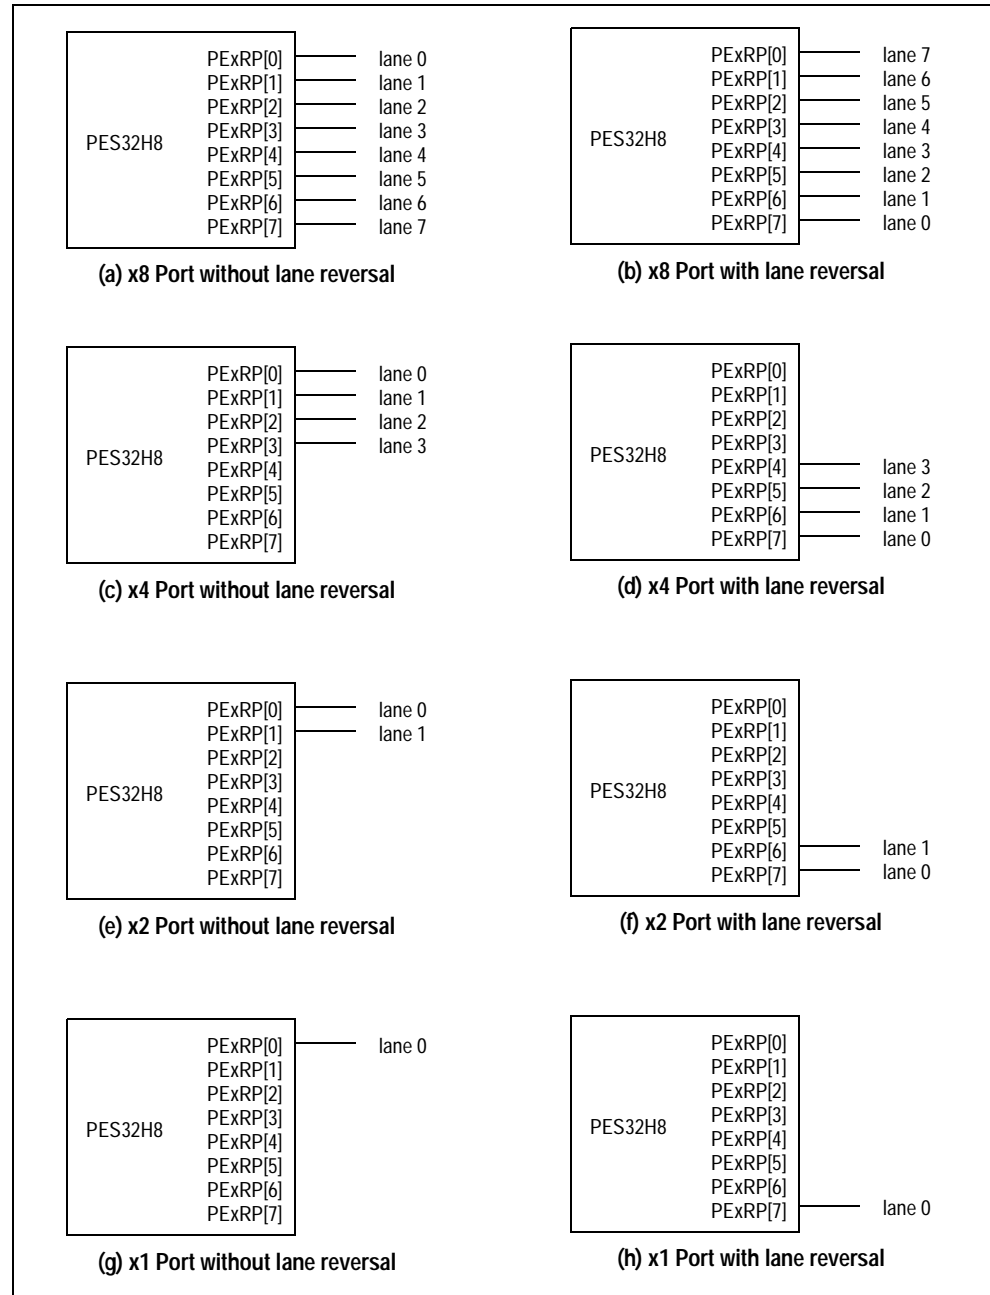 PES32H8
PExRP[0] lane 0
PExRP[1] lane 1
PExRP[2] lane 2
PExRP[3] lane 3
PExRP[4] lane 4
PExRP[5] lane 5
PExRP[6] lane 6
PExRP[7] lane 7
(a) x8 Port without lane reversal
PES32H8
PExRP[0] lane 7
PExRP[1] lane 6
PExRP[2] lane 5
PExRP[3] lane 4
PExRP[4] lane 3
PExRP[5] lane 2
PExRP[6] lane 1
PExRP[7] lane 0
(b) x8 Port with lane reversal
PES32H8
PExRP[0] lane 0
PExRP[1] lane 1
PExRP[2] lane 2
PExRP[3] lane 3
PExRP[4]
PExRP[5]
PExRP[6]
PExRP[7]
(c) x4 Port without lane reversal
PES32H8
PExRP[0]
PExRP[1]
PExRP[2]
PExRP[3]
PExRP[4] lane 3
PExRP[5] lane 2
PExRP[6] lane 1
PExRP[7] lane 0
(d) x4 Port with lane reversal
PES32H8
PExRP[0] lane 0
PExRP[1] lane 1
PExRP[2]
PExRP[3]
PExRP[4]
PExRP[5]
PExRP[6]
PExRP[7]
(e) x2 Port without lane reversal
PES32H8
PExRP[0]
PExRP[1]
PExRP[2]
PExRP[3]
PExRP[4]
PExRP[5]
PExRP[6] lane 1
PExRP[7] lane 0
(f) x2 Port with lane reversal
PES32H8
PExRP[0] lane 0
PExRP[1]
PExRP[2]
PExRP[3]
PExRP[4]
PExRP[5]
PExRP[6]
PExRP[7]
(g) x1 Port without lane reversal
PES32H8
PExRP[0]
PExRP[1]
PExRP[2]
PExRP[3]
PExRP[4]
PExRP[5]
PExRP[6]
PExRP[7] lane 0
(h) x1 Port with lane reversal